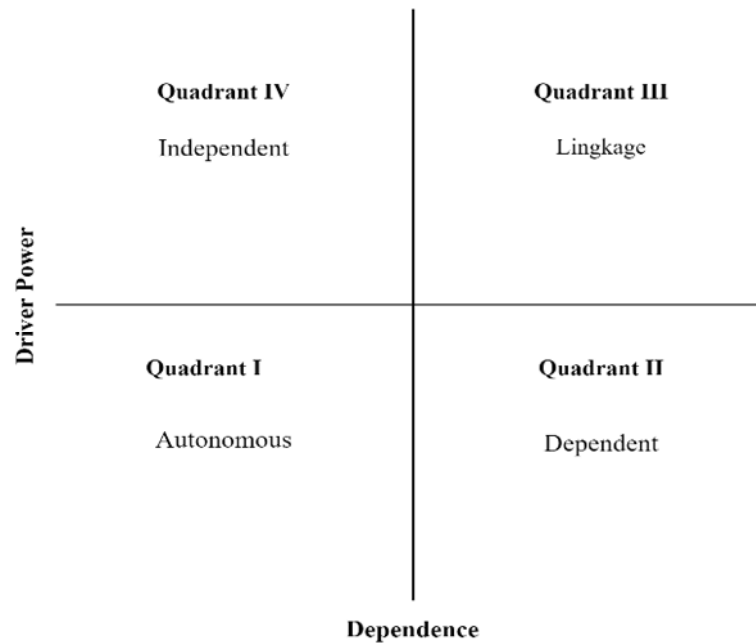 Quadrant IV
Independent
Quadrant III
Lingkage
Driver Power
Quadrant I
Autonomous
Quadrant II
Dependent
Dependence